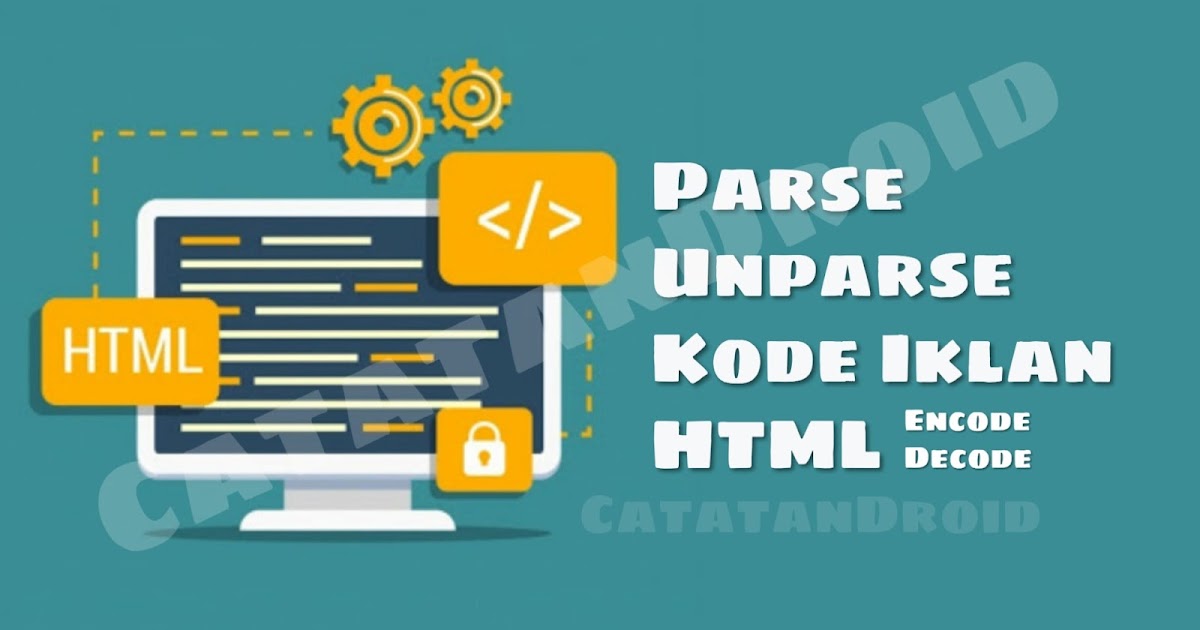 </>
HTML
Parse
Unparse
Kode Iklan
HTML
Encode
Decode
CatatanDroid
CatatanDroid